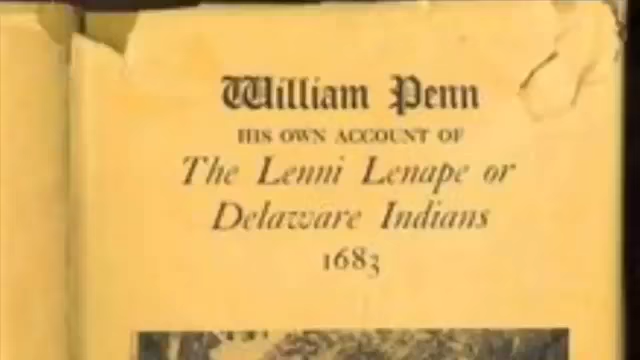 William Penn
HIS OWN ACCOUNT OF
The Lenni Lenape or
Delaware Indians
1683